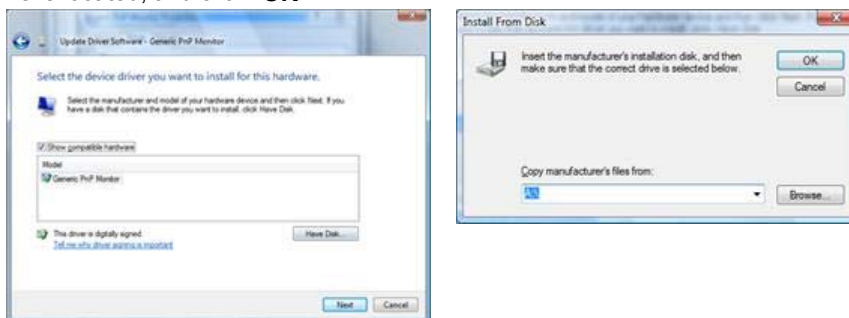 Update Driver Software - Generic PnP Monitor
Select the device driver you want to install for this hardware.
Select the manufacturer and model of your hardware device and then click Next. If you
have a disk that contains the driver you want to install, click Have Disk.
Show compatible hardware
Model
Generic PnP Monitor
This driver is digitally signed.
Tell me why driver signing is important
Have Disk...
Next
Cancel
Install From Disk
Insert the manufacturer's installation disk, and then
make sure that the correct drive is selected below.
OK
Cancel
Copy manufacturer's files from:
A:\
Browse...